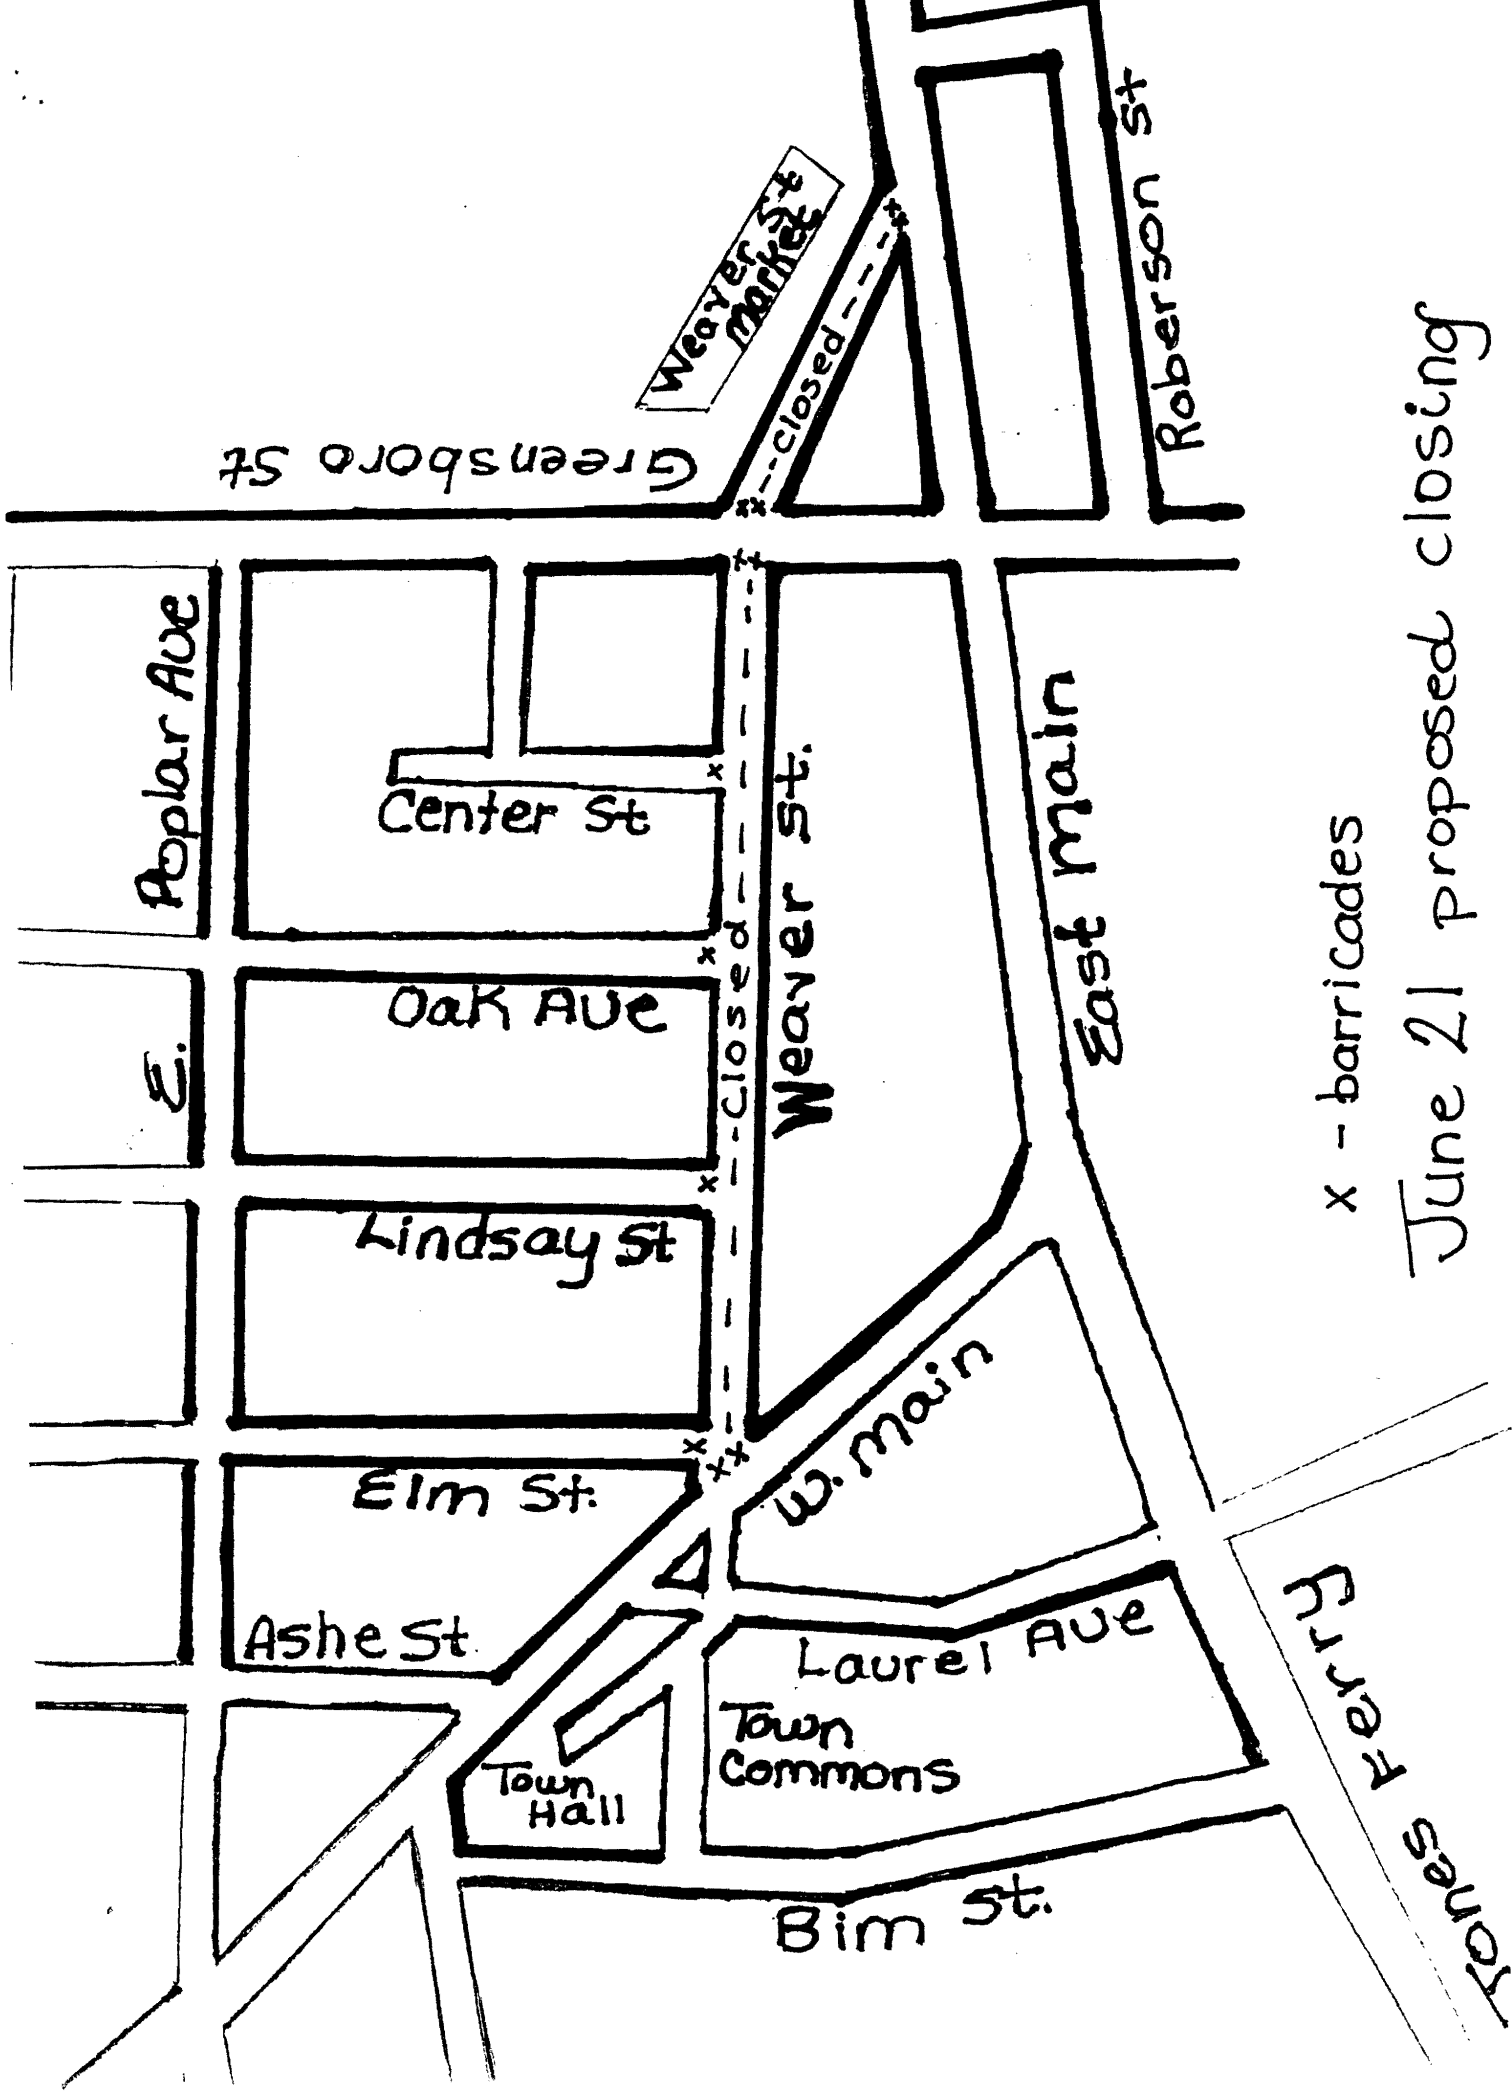 Roberson St
Weaver St
Market
--closed---
Greensboro St
E. Poplar Ave
Center St
Weaver St.
--Closed--
East Main
Oak Ave
Lindsay St
W. Main
Elm St.
Ashe St
Laurel Ave
Town
Commons
Town
Hall
Bim St.
Jones Ferry
x - barricades
June 21 proposed closing
x
x
x
x
x
x
x
x
x
x
x
x